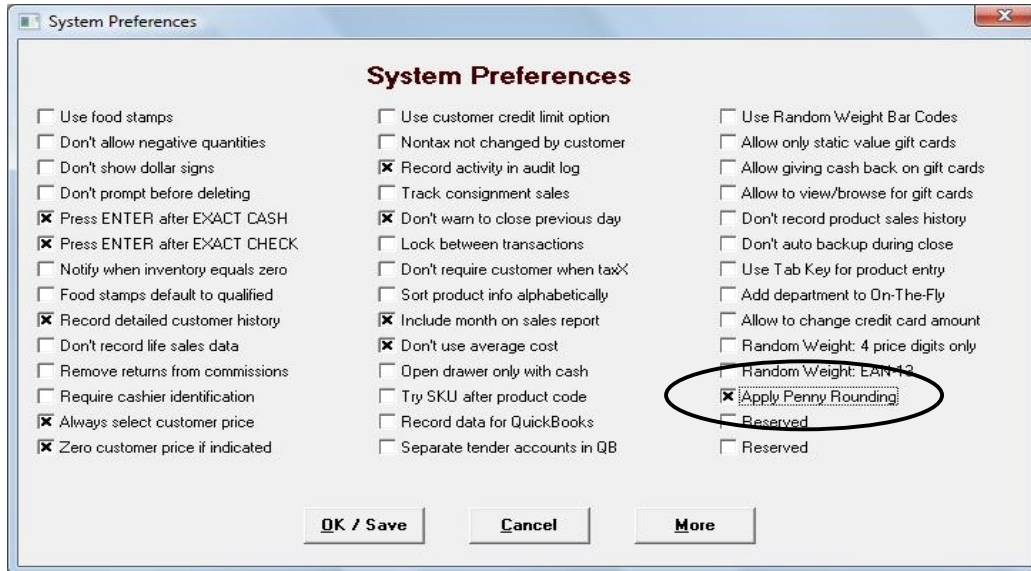 System Preferences
System Preferences
Use food stamps
Don't allow negative quantities
Don't show dollar signs
Don't prompt before deleting
Press ENTER after EXACT CASH
Press ENTER after EXACT CHECK
Notify when inventory equals zero
Food stamps default to qualified
Record detailed customer history
Don't record life sales data
Remove returns from commissions
Require cashier identification
Always select customer price
Zero customer price if indicated
Use customer credit limit option
Nontax not changed by customer
Record activity in audit log
Track consignment sales
Don't warn to close previous day
Lock between transactions
Don't require customer when taxX
Sort product info alphabetically
Include month on sales report
Don't use average cost
Open drawer only with cash
Try SKU after product code
Record data for QuickBooks
Separate tender accounts in QB
Use Random Weight Bar Codes
Allow only static value gift cards
Allow giving cash back on gift cards
Allow to view/browse for gift cards
Don't record product sales history
Don't auto backup during close
Use Tab Key for product entry
Add department to On-The-Fly
Allow to change credit card amount
Random Weight: 4 price digits only
Random Weight: EAN-13
Apply Penny Rounding
Reserved
Reserved
OK / Save
Cancel
More